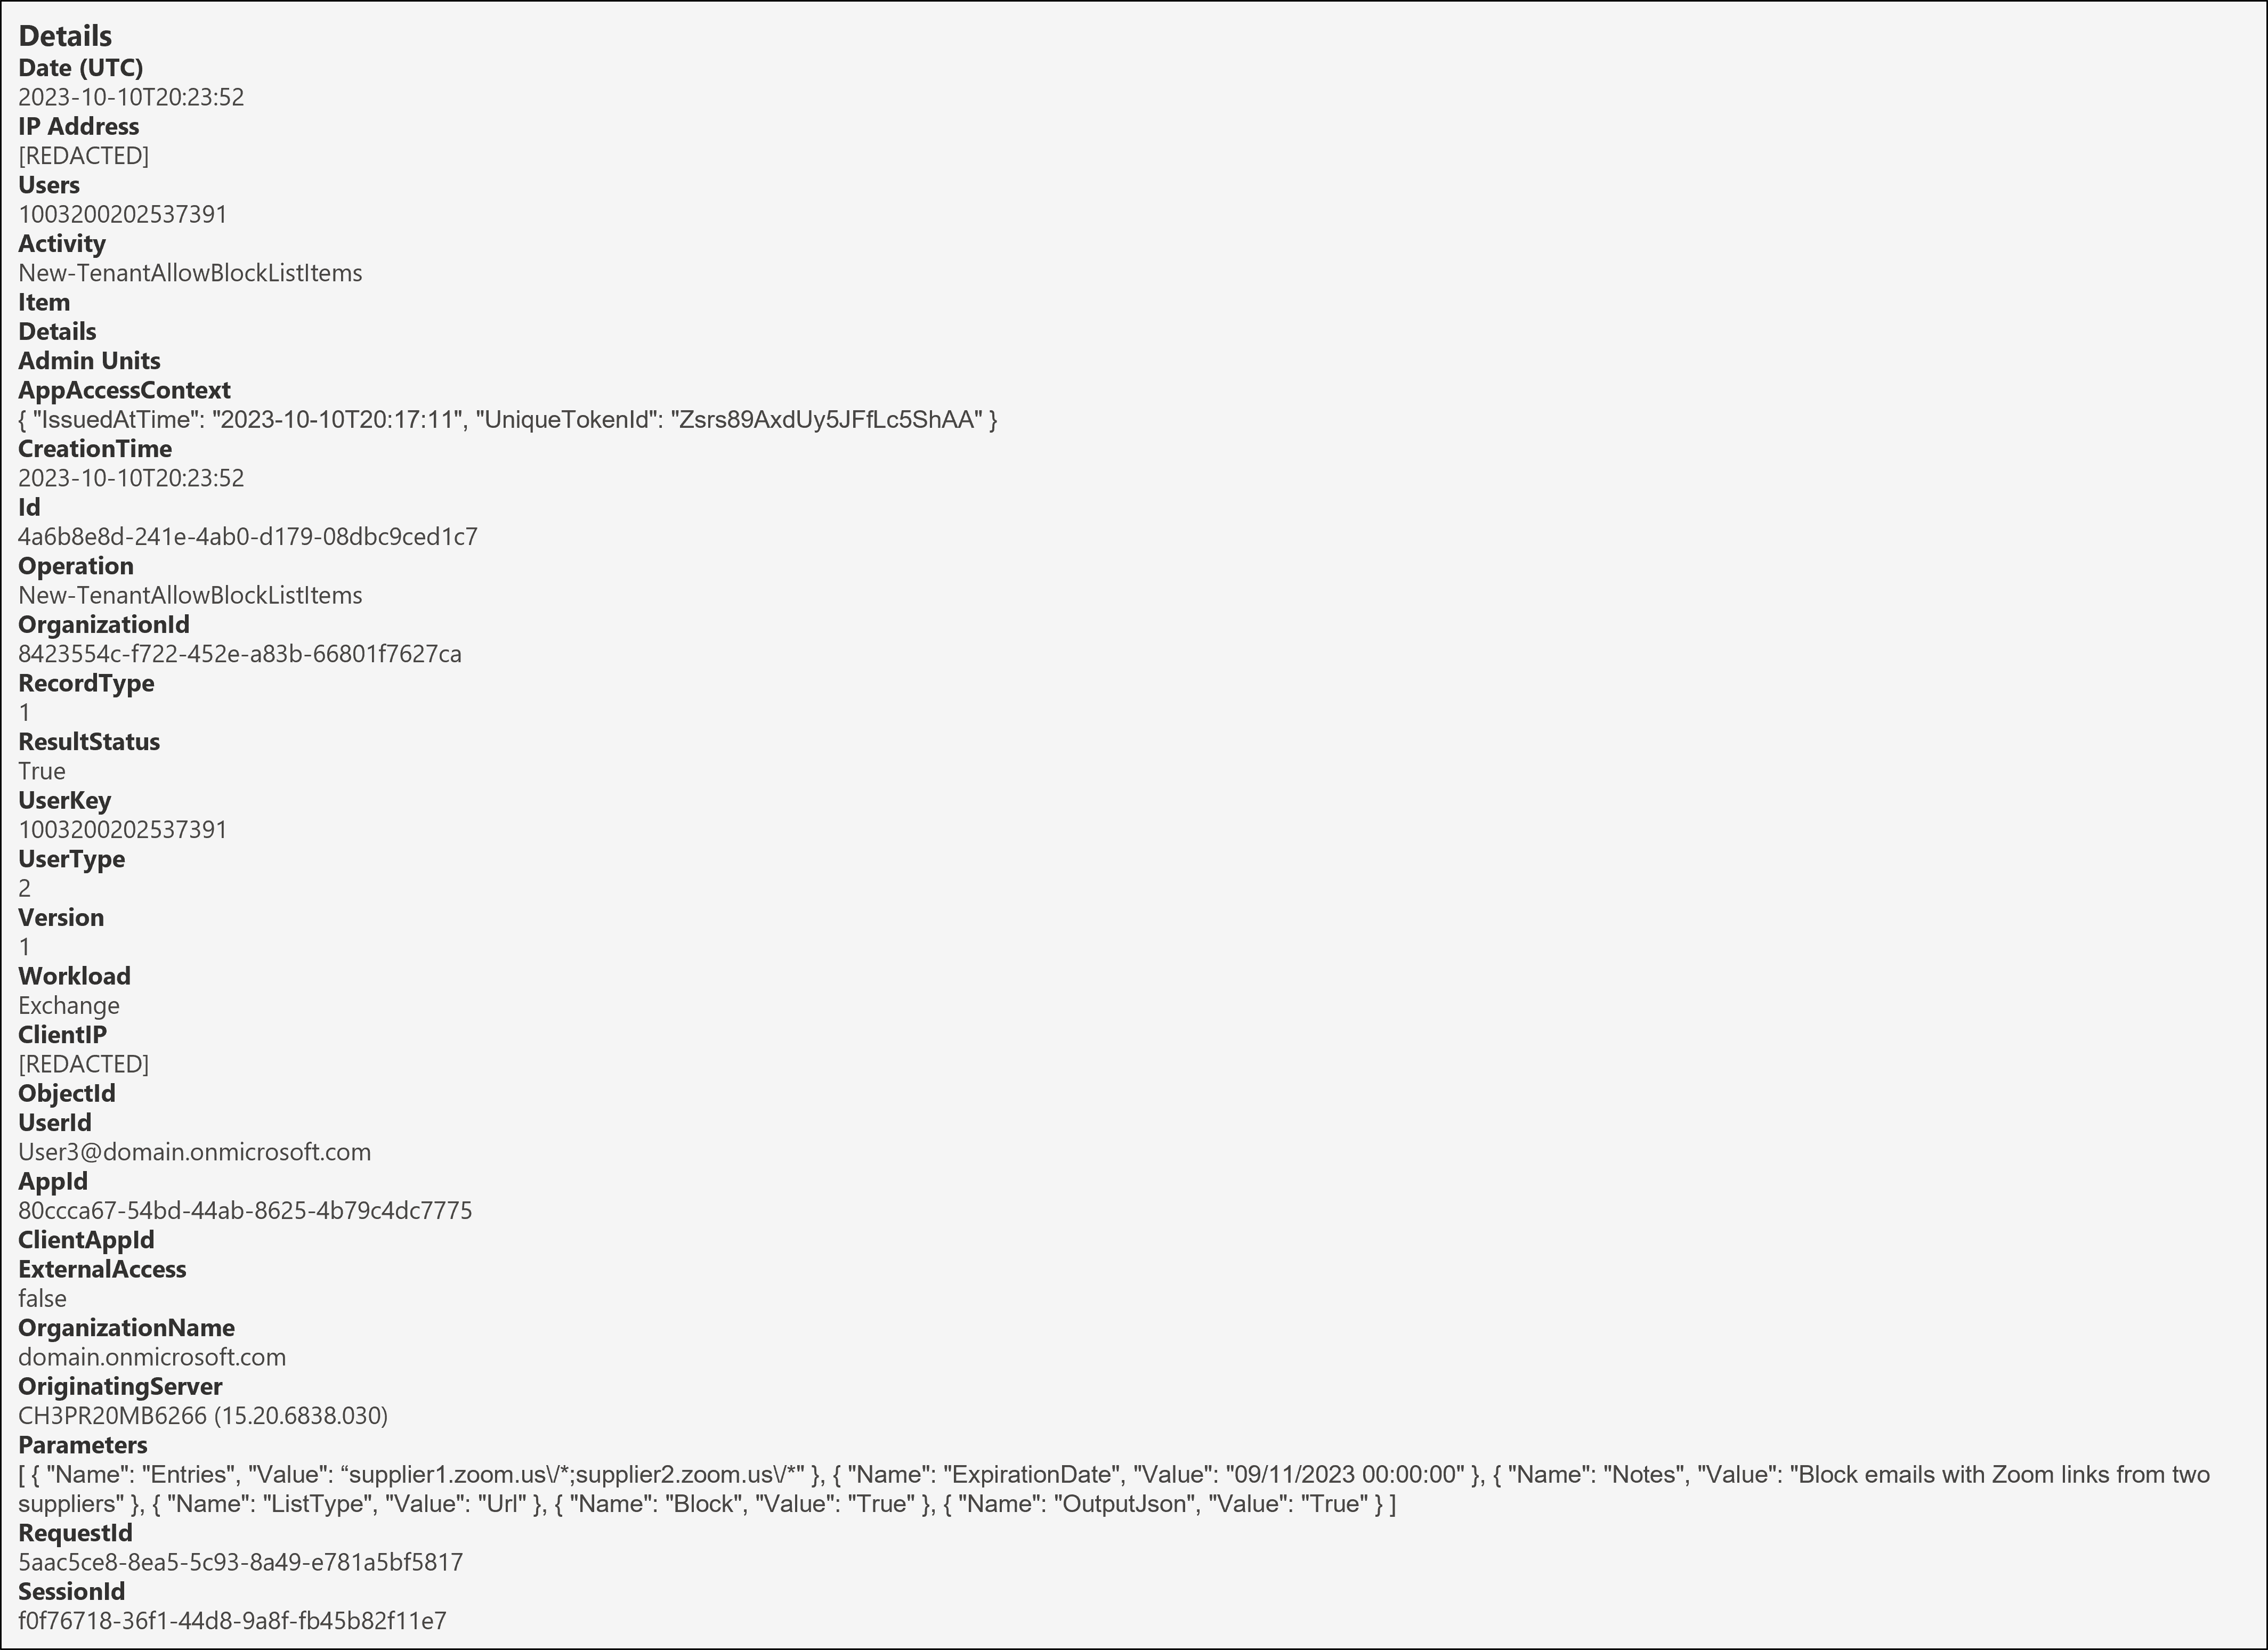 Details
Date (UTC)
2023-10-10T20:23:52
IP Address
[REDACTED]
Users
1003200202537391
Activity
New-TenantAllowBlockListItems
Item
Details
Admin Units
AppAccessContext
{ "IssuedAtTime": "2023-10-10T20:17:11", "UniqueTokenId": "Zsrs89AxdUy5JFfLc5ShAA" }
CreationTime
2023-10-10T20:23:52
Id
4a6b8e8d-241e-4ab0-d179-08dbc9ced1c7
Operation
New-TenantAllowBlockListItems
OrganizationId
8423554c-f722-452e-a83b-66801f7627ca
RecordType
1
ResultStatus
True
UserKey
1003200202537391
UserType
2
Version
1
Workload
Exchange
ClientIP
[REDACTED]
ObjectId
UserId
User3@domain.onmicrosoft.com
AppId
80ccca67-54bd-44ab-8625-4b79c4dc7775
ClientAppId
ExternalAccess
false
OrganizationName
domain.onmicrosoft.com
OriginatingServer
CH3PR20MB6266 (15.20.6838.030)
Parameters
[ { "Name": "Entries", "Value": “supplier1.zoom.us\/*;supplier2.zoom.us\/*" }, { "Name": "ExpirationDate", "Value": "09/11/2023 00:00:00" }, { "Name": "Notes", "Value": "Block emails with Zoom links from two
suppliers" }, { "Name": "ListType", "Value": "Url" }, { "Name": "Block", "Value": "True" }, { "Name": "OutputJson", "Value": "True" } ]
RequestId
5aac5ce8-8ea5-5c93-8a49-e781a5bf5817
SessionId
f0f76718-36f1-44d8-9a8f-fb45b82f11e7